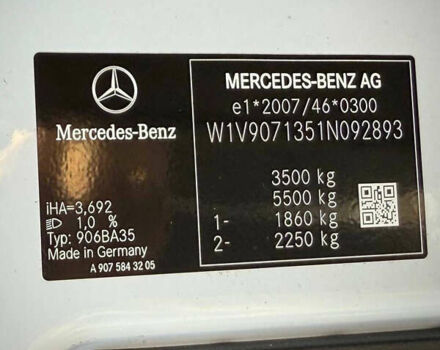 Mercedes-Benz
iHA=3,692
1,0 %
Typ: 906BA35
Made in Germany
A 907 584 32 05
MERCEDES-BENZ AG
e1*2007/46*0300
W1V9071351N092893
3500 kg
5500 kg
1- 1860 kg
2- 2250 kg